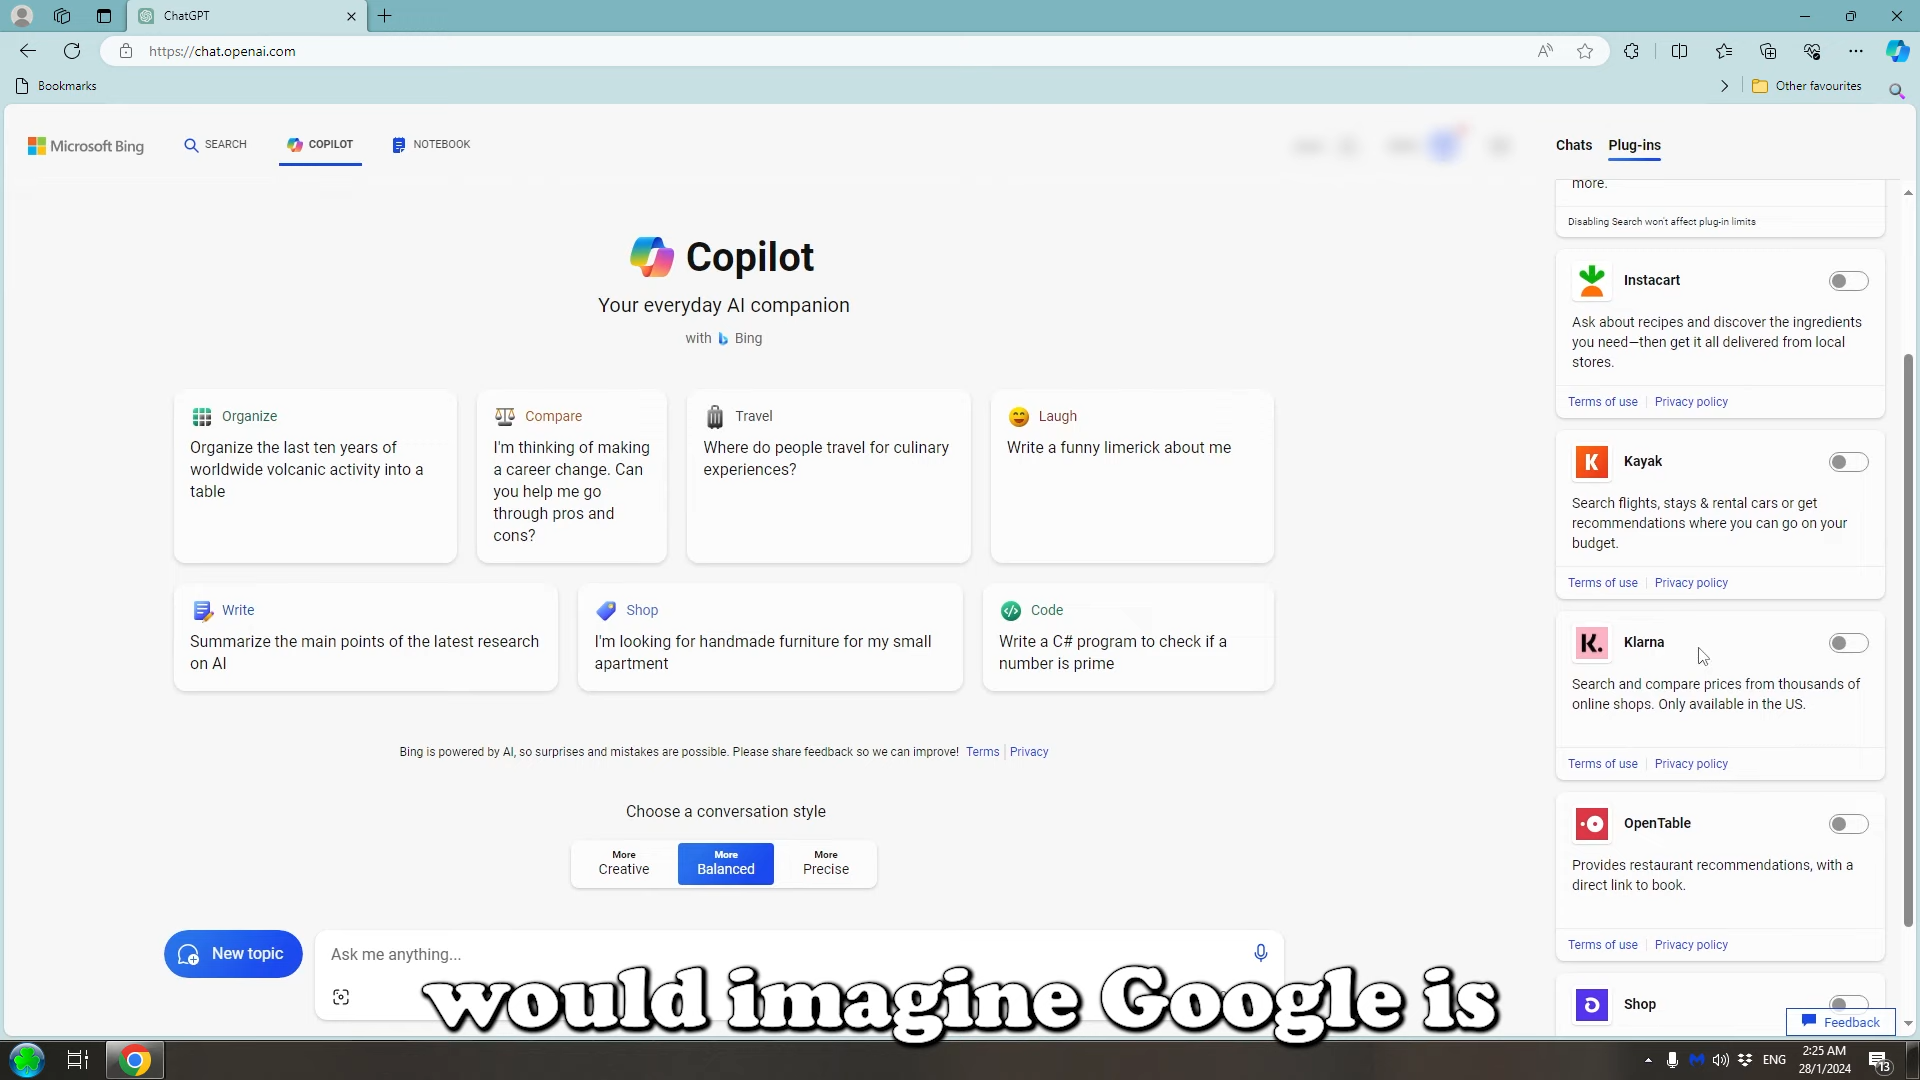 ChatGPT
https://chat.openai.com
Bookmarks
Other favourites
Microsoft Bing
SEARCH
COPILOT
NOTEBOOK
Chats
Plug-ins
more.
Disabling Search won't affect plug-in limits
Copilot
Your everyday AI companion
with Bing
Organize
Organize the last ten years of
worldwide volcanic activity into a
table
Compare
I'm thinking of making
a career change. Can
you help me go
through pros and
cons?
Travel
Where do people travel for culinary
experiences?
Laugh
Write a funny limerick about me
Write
Summarize the main points of the latest research
on AI
Shop
I'm looking for handmade furniture for my small
apartment
Code
Write a C# program to check if a
number is prime
Bing is powered by AI, so surprises and mistakes are possible. Please share feedback so we can improve! Terms Privacy
Choose a conversation style
More
Creative
More
Balanced
More
Precise
New topic
Ask me anything...
would imagine Google is
Instacart
Ask about recipes and discover the ingredients
you need—then get it all delivered from local
stores.
Terms of use Privacy policy
K
Kayak
Search flights, stays & rental cars or get
recommendations where you can go on your
budget.
Terms of use Privacy policy
K.
Klarna
Search and compare prices from thousands of
online shops. Only available in the US.
Terms of use Privacy policy
OpenTable
Provides restaurant recommendations, with a
direct link to book.
Terms of use Privacy policy
Shop
Feedback
ENG
2:25 AM
28/1/2024
13